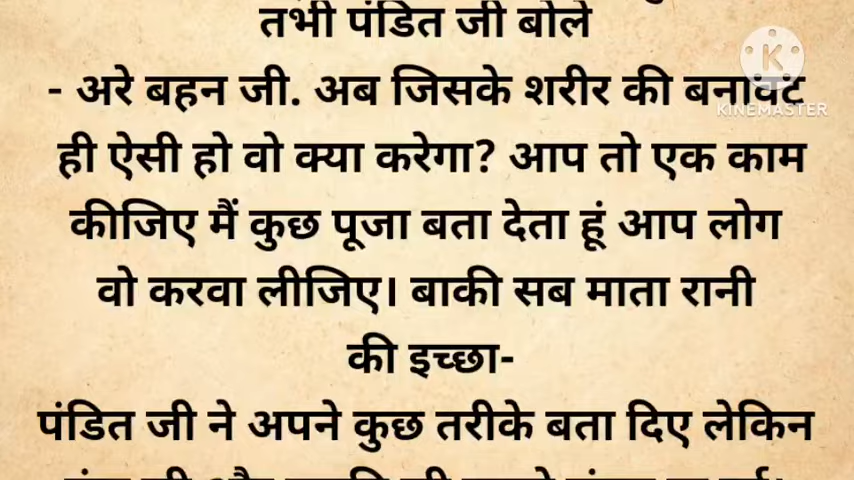 तभी पंडित जी बोले
- अरे बहन जी. अब जिसके शरीर की बनावट
ही ऐसी हो वो क्या करेगा? आप तो एक काम
कीजिए मैं कुछ पूजा बता देता हूं आप लोग
वो करवा लीजिए। बाकी सब माता रानी
की इच्छा-
पंडित जी ने अपने कुछ तरीके बता दिए लेकिन
K
KINEMASTER